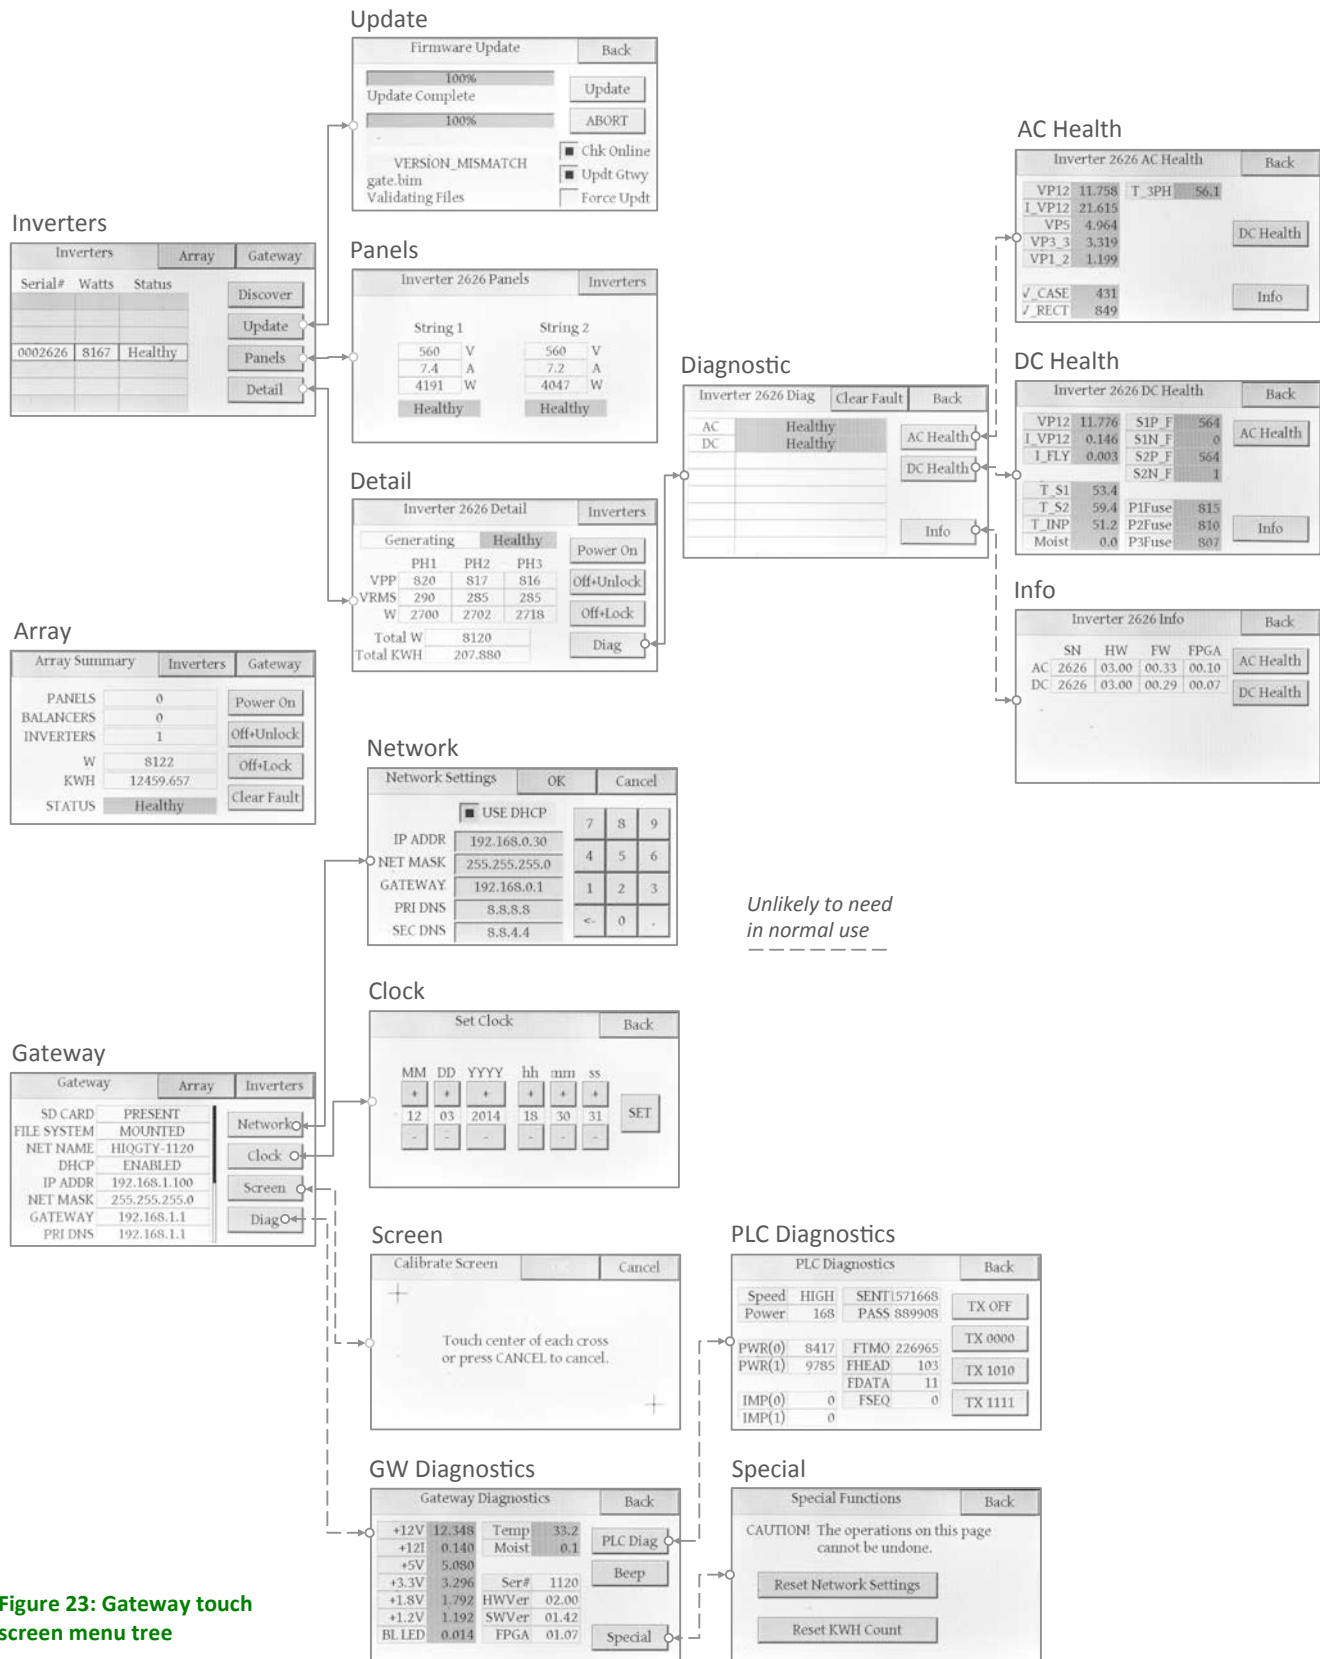 Update
Firmware Update Back
100%
Update Complete
Update
100%
ABORT
Chk Online
VERSION_MISMATCH
Updt Gtwy
gate.bim
Validating Files
Force Updt
Inverters
Inverters Array Gateway
Serial# Watts Status
Discover
Update
0002626 8167 Healthy
Panels
Detail
Panels
Inverter 2626 Panels Inverters
String 1 String 2
560 V 560 V
7.4 A 7.2 A
4191 W 4047 W
Healthy Healthy
Detail
Inverter 2626 Detail Inverters
Generating Healthy
Power On
PH1 PH2 PH3
VPP 820 817 816
Off+Unlock
VRMS 290 285 285
W 2700 2702 2718
Off+Lock
Total W 8120
Diag
Total KWH 207.880
Diagnostic
Inverter 2626 Diag Clear Fault Back
AC Healthy
DC Healthy
AC Health
DC Health
Info
AC Health
Inverter 2626 AC Health Back
VP12 11.758 T_3PH 56.1
I_VP12 21.615
VP5 4.964
DC Health
VP3_3 3.319
VP1_2 1.199
V_CASE 431
Info
V_RECT 849
DC Health
Inverter 2626 DC Health Back
VP12 11.776 S1P_F 564
AC Health
I_VP12 0.146 S1N_F 0
I_FLY 0.003 S2P_F 564
S2N_F 1
T_S1 53.4
T_S2 59.4 P1Fuse 815
T_INP 51.2 P2Fuse 810
Info
Moist 0.0 P3Fuse 807
Info
Inverter 2626 Info Back
SN HW FW FPGA
AC 2626 03.00 00.33 00.10
AC Health
DC 2626 03.00 00.29 00.07
DC Health
Array
Array Summary Inverters Gateway
PANELS 0
Power On
BALANCERS 0
INVERTERS 1
Off+Unlock
W 8122
Off+Lock
KWH 12459.657
Clear Fault
STATUS Healthy
Network
Network Settings OK Cancel
USE DHCP
7 8 9
IP ADDR 192.168.0.30
NET MASK 255.255.255.0
4 5 6
GATEWAY 192.168.0.1
1 2 3
PRI DNS 8.8.8.8
<- 0 .
SEC DNS 8.8.4.4
Unlikely to need
in normal use
Clock
Set Clock Back
MM DD YYYY hh mm ss
+ + + + + +
12 03 2014 18 30 31
SET
- - - - - -
Gateway
Gateway Array Inverters
SD CARD PRESENT
FILE SYSTEM MOUNTED
Network
NET NAME HIQGTY-1120
DHCP ENABLED
Clock
IP ADDR 192.168.1.100
Screen
NET MASK 255.255.255.0
GATEWAY 192.168.1.1
Diag
PRI DNS 192.168.1.1
Screen
Calibrate Screen Cancel
Touch center of each cross
or press CANCEL to cancel.
PLC Diagnostics
PLC Diagnostics Back
Speed HIGH SENT 1571668
TX OFF
Power 168 PASS 889908
TX 0000
PWR(0) 8417 FTMO 226965
PWR(1) 9785 FHEAD 103
TX 1010
FDATA 11
IMP(0) 0 FSEQ 0
TX 1111
IMP(1) 0
GW Diagnostics
Gateway Diagnostics Back
+12V 12.348 Temp 33.2
PLC Diag
+12I 0.140 Moist 0.1
+5V 5.080
Beep
+3.3V 3.296 Ser# 1120
+1.8V 1.792 HWVer 02.00
+1.2V 1.192 SWVer 01.42
Special
BL LED 0.014 FPGA 01.07
Special
Special Functions Back
CAUTION! The operations on this page
cannot be undone.
Reset Network Settings
Reset KWH Count
Figure 23: Gateway touch
screen menu tree